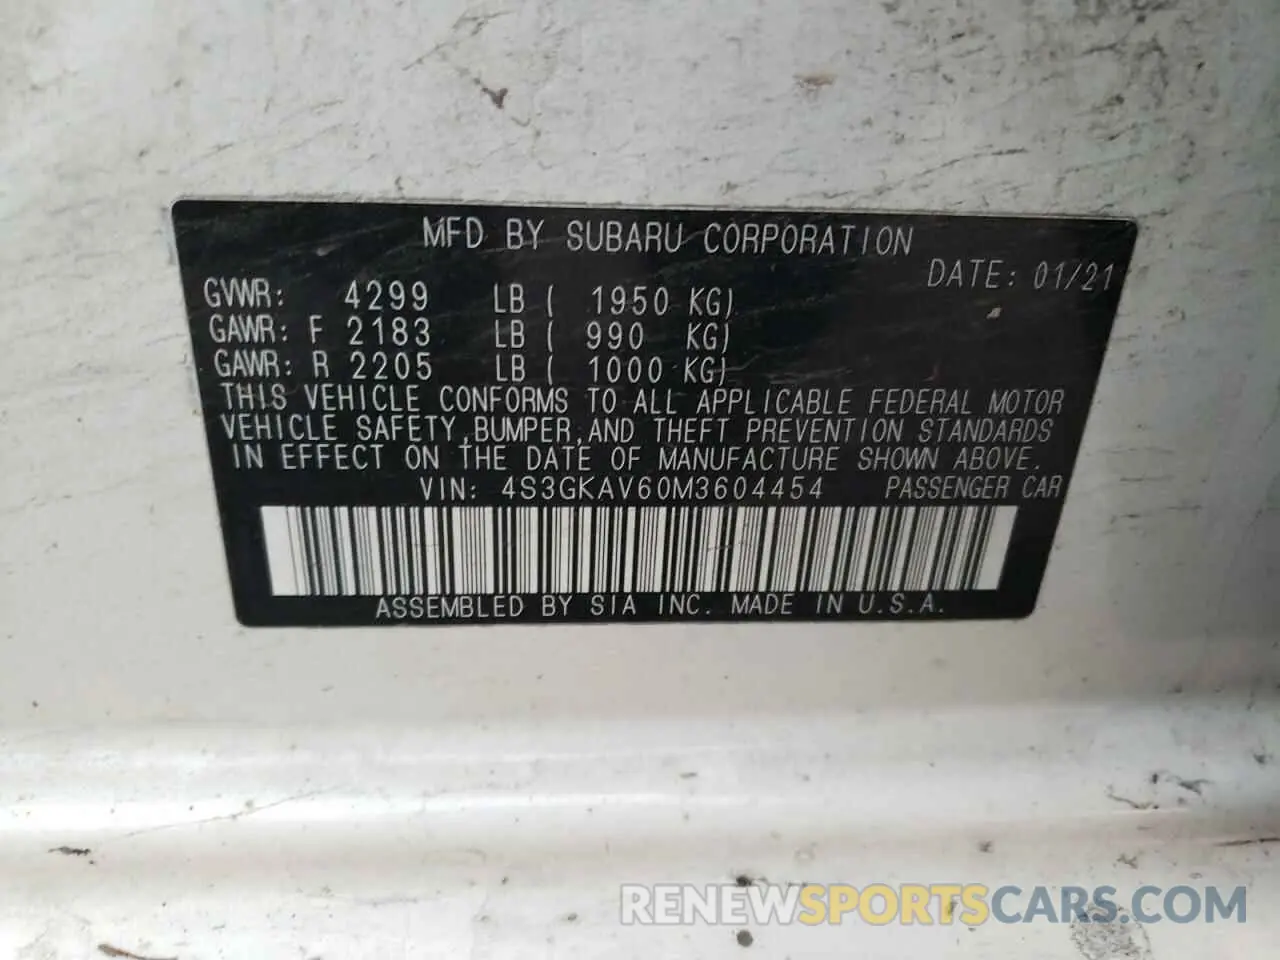 MFD BY SUBARU CORPORATION
DATE: 01/21
GVWR: 4299 LB ( 1950 KG)
GAWR: F 2183 LB ( 990 KG)
GAWR: R 2205 LB ( 1000 KG)
THIS VEHICLE CONFORMS TO ALL APPLICABLE FEDERAL MOTOR
VEHICLE SAFETY,BUMPER,AND THEFT PREVENTION STANDARDS
IN EFFECT ON THE DATE OF MANUFACTURE SHOWN ABOVE.
VIN: 4S3GKAV60M3604454 PASSENGER CAR
ASSEMBLED BY SIA INC. MADE IN U.S.A.
RENEWSPORTSCARS.COM